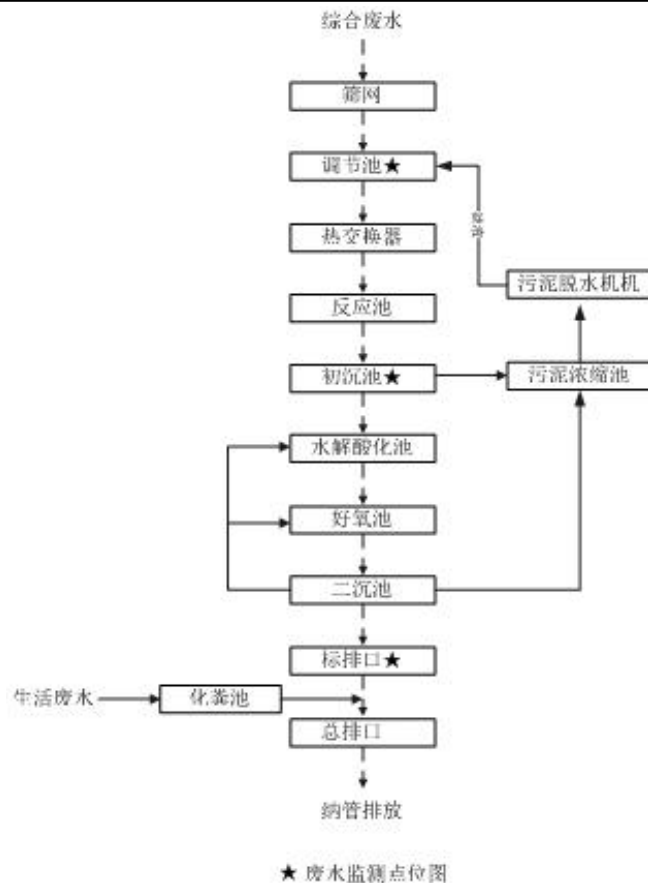 综合废水
筛网
调节池★
热交换器
反应池
污泥脱水机机
初沉池★
污泥浓缩池
水解酸化池
好氧池
二沉池
标排口★
生活废水
化粪池
总排口
纳管排放
★ 废水监测点位图